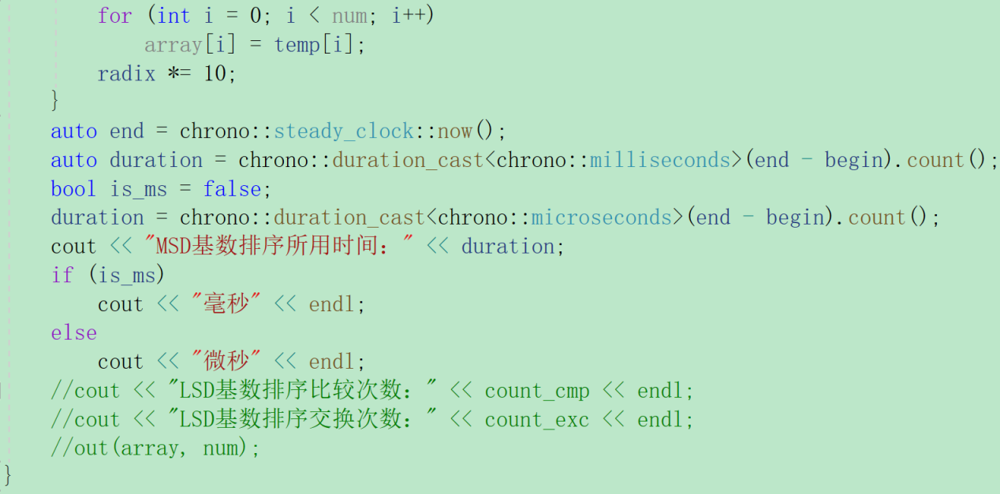 for (int i = 0; i < num; i++)
array[i] = temp[i];
radix *= 10;
}
auto end = chrono::steady_clock::now();
auto duration = chrono::duration_cast<chrono::milliseconds>(end - begin).count();
bool is_ms = false;
duration = chrono::duration_cast<chrono::microseconds>(end - begin).count();
cout << "MSD基数排序所用时间：" << duration;
if (is_ms)
cout << "毫秒" << endl;
else
cout << "微秒" << endl;
//cout << "LSD基数排序比较次数：" << count_cmp << endl;
//cout << "LSD基数排序交换次数：" << count_exc << endl;
//out(array, num);
}